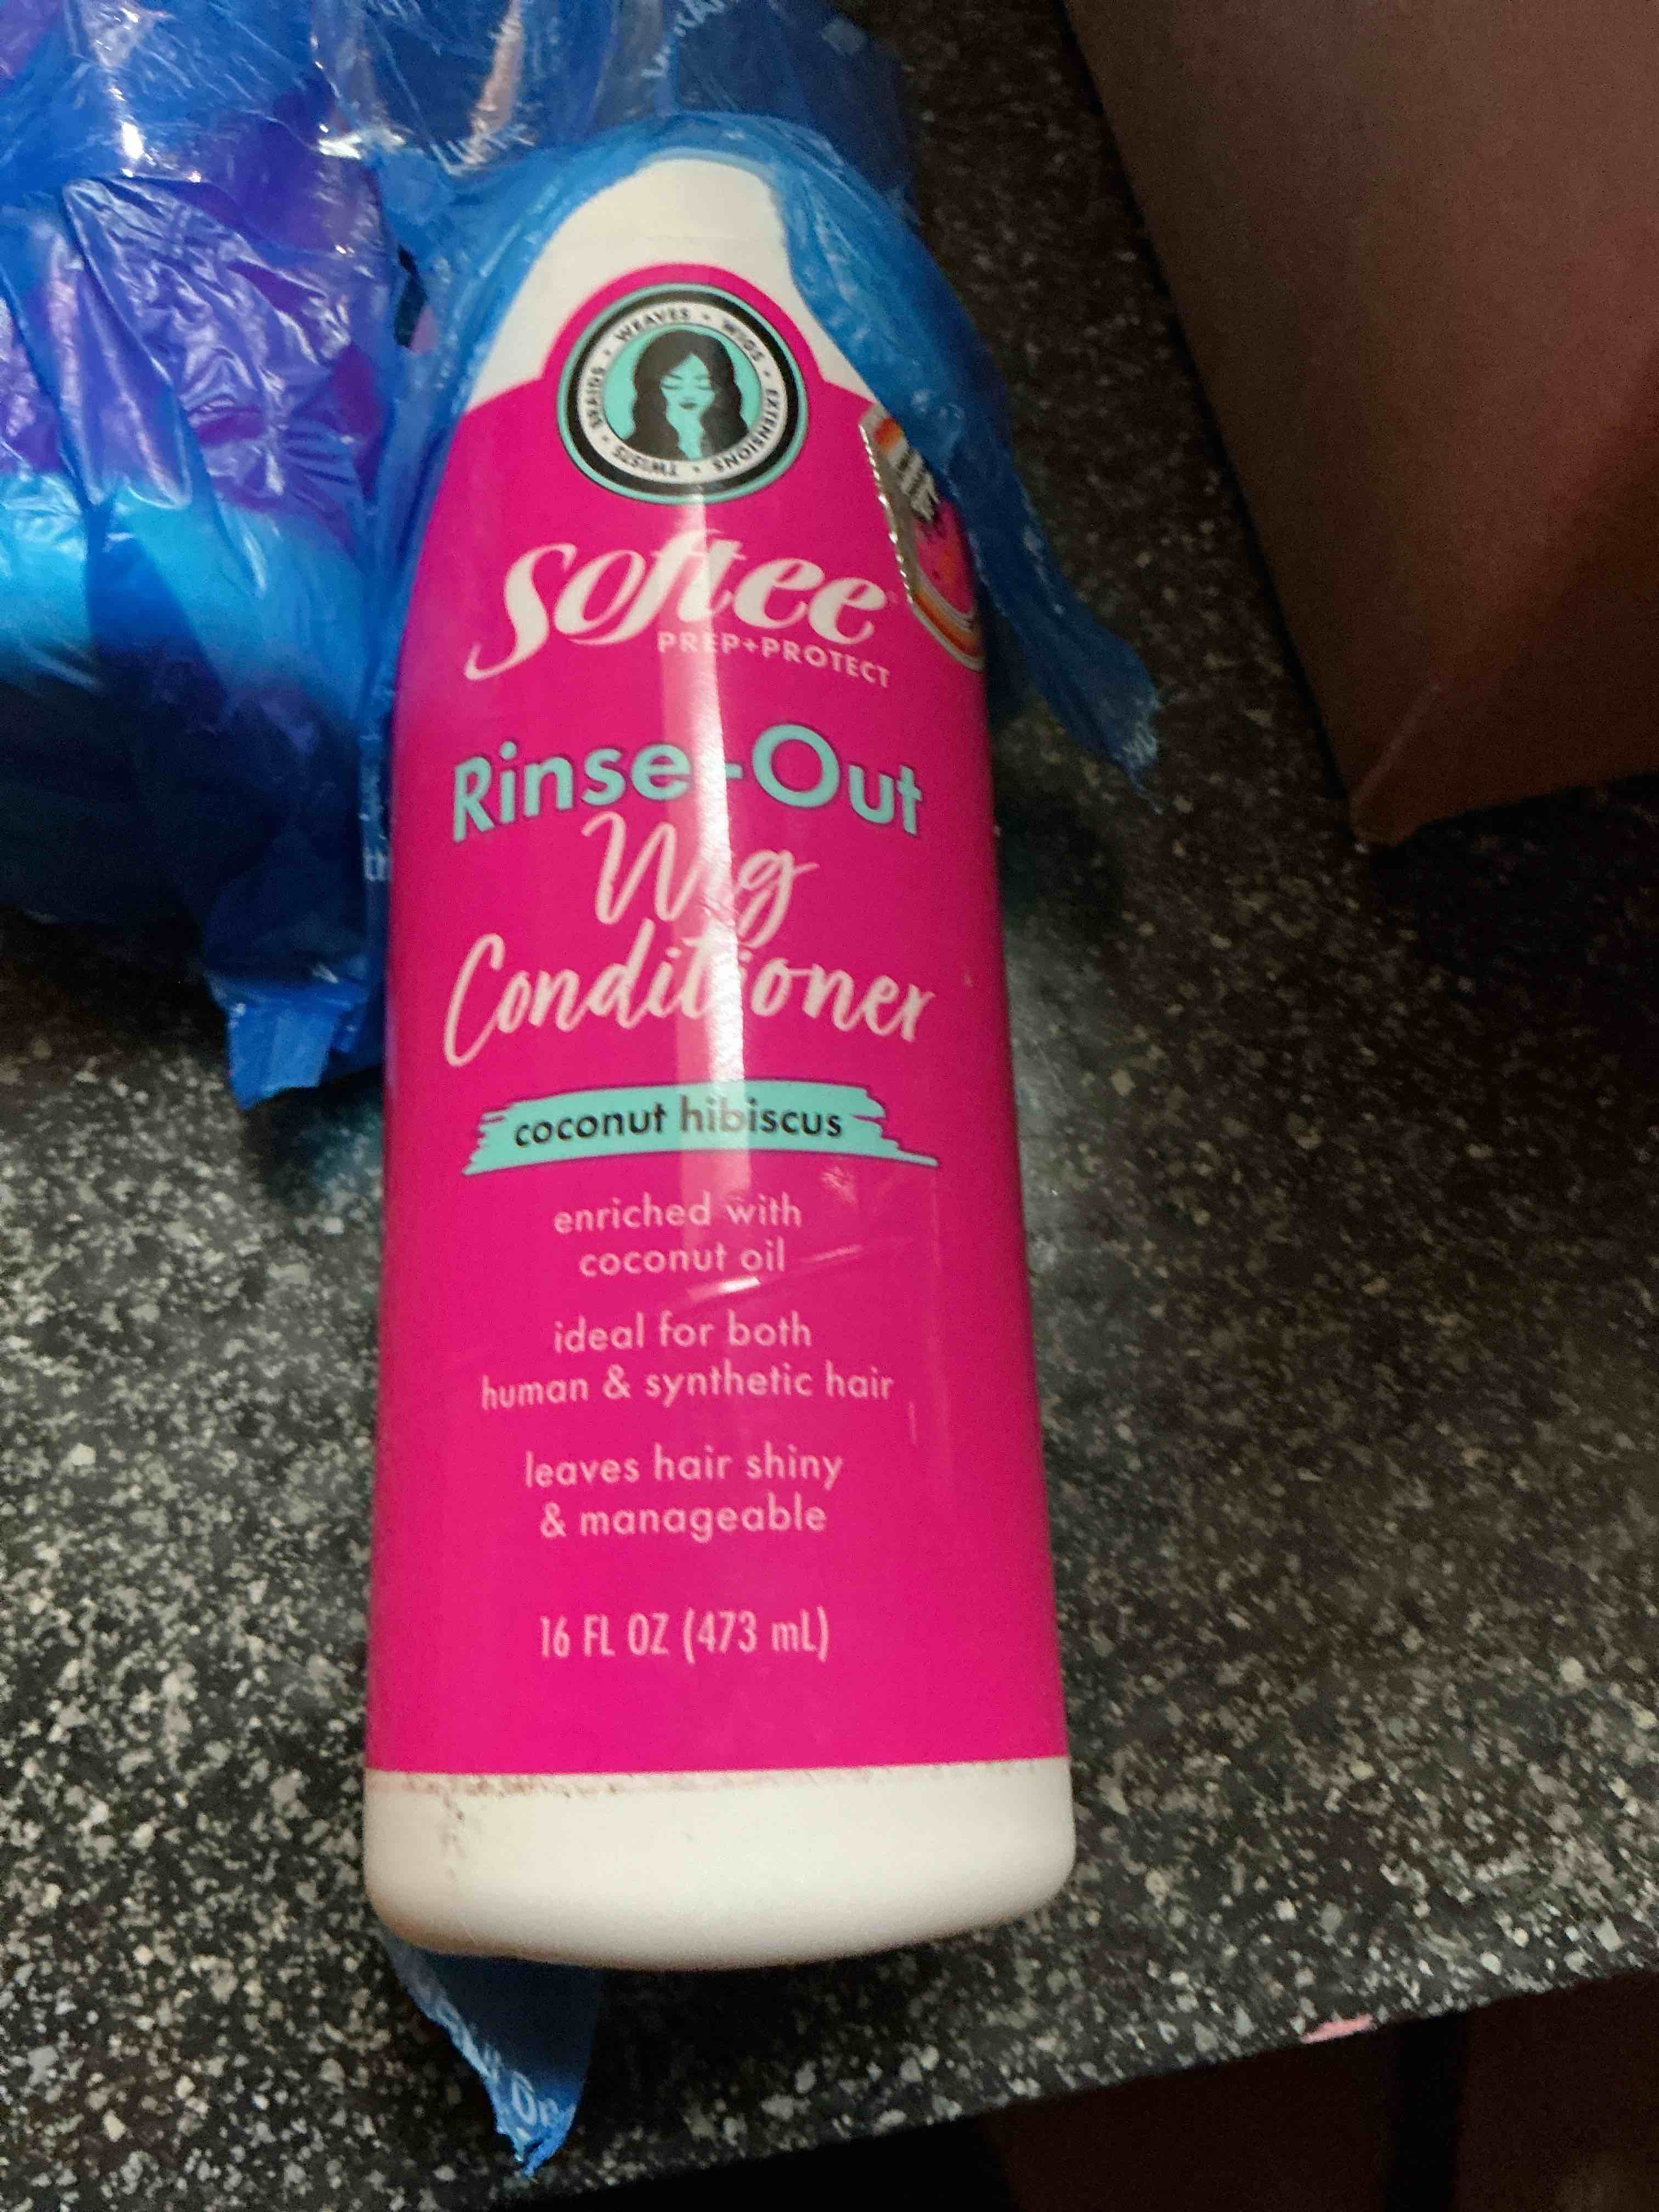 BRAIDS • WEAVES • WIGS • EXTENSIONS • TWISTS •
Softee
PREP+PROTECT
Rinse-Out
Wig
Conditioner
coconut hibiscus
enriched with
coconut oil
ideal for both
human & synthetic hair
leaves hair shiny
& manageable
16 FL OZ (473 mL)